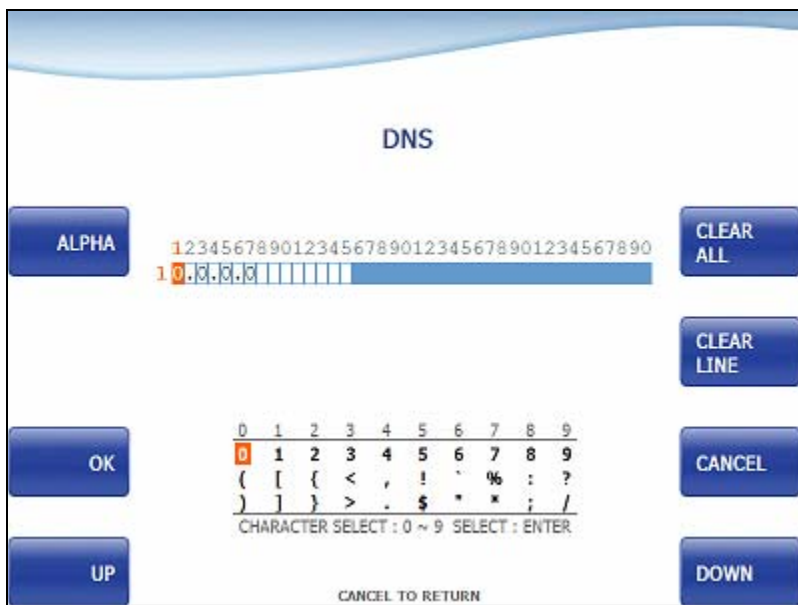 DNS
ALPHA
CLEAR
ALL
1234567890123456789012345678901234567890
1 0.0.0.0
CLEAR
LINE
0 1 2 3 4 5 6 7 8 9
0 1 2 3 4 5 6 7 8 9
( [ { < , ! ` % : ?
) ] } > . $ " * ; /
CHARACTER SELECT : 0 ~ 9 SELECT : ENTER
OK
CANCEL
UP
DOWN
CANCEL TO RETURN